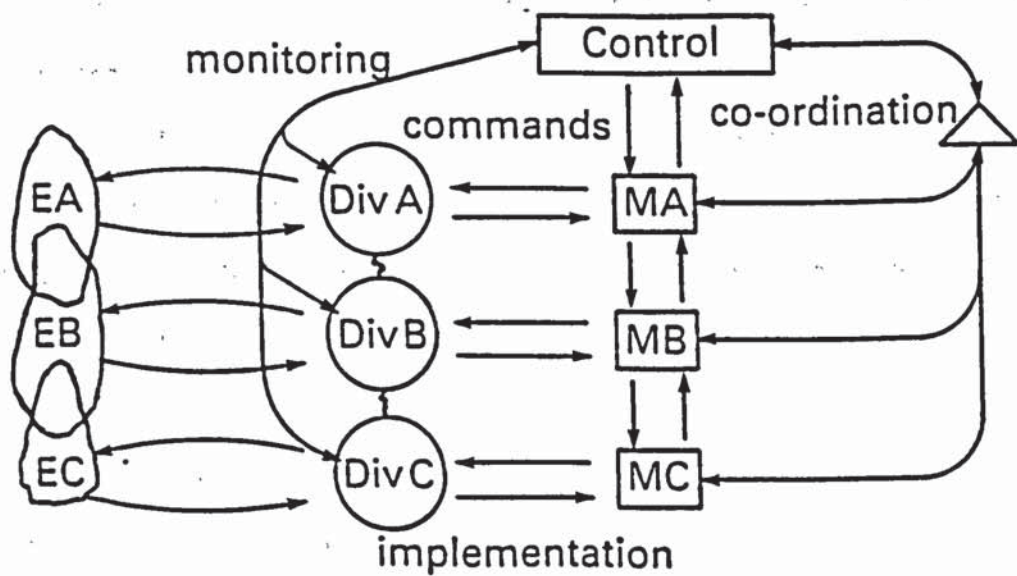 Control
monitoring
commands
co-ordination
EA
Div A
MA
EB
Div B
MB
EC
Div C
MC
implementation